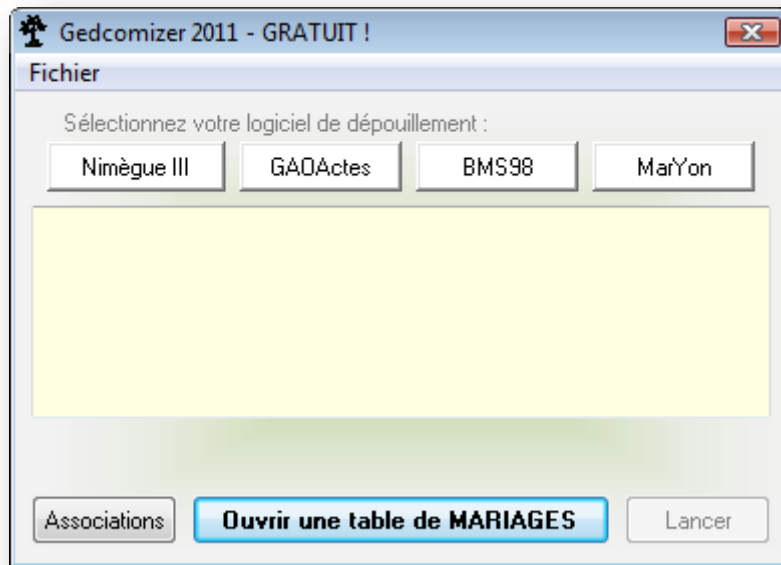 Gedcomizer 2011 - GRATUIT !
Fichier
Sélectionnez votre logiciel de dépouillement :
Nimègue III GAOActes BMS98 MarYon
Associations Ouvrir une table de MARIAGES Lancer